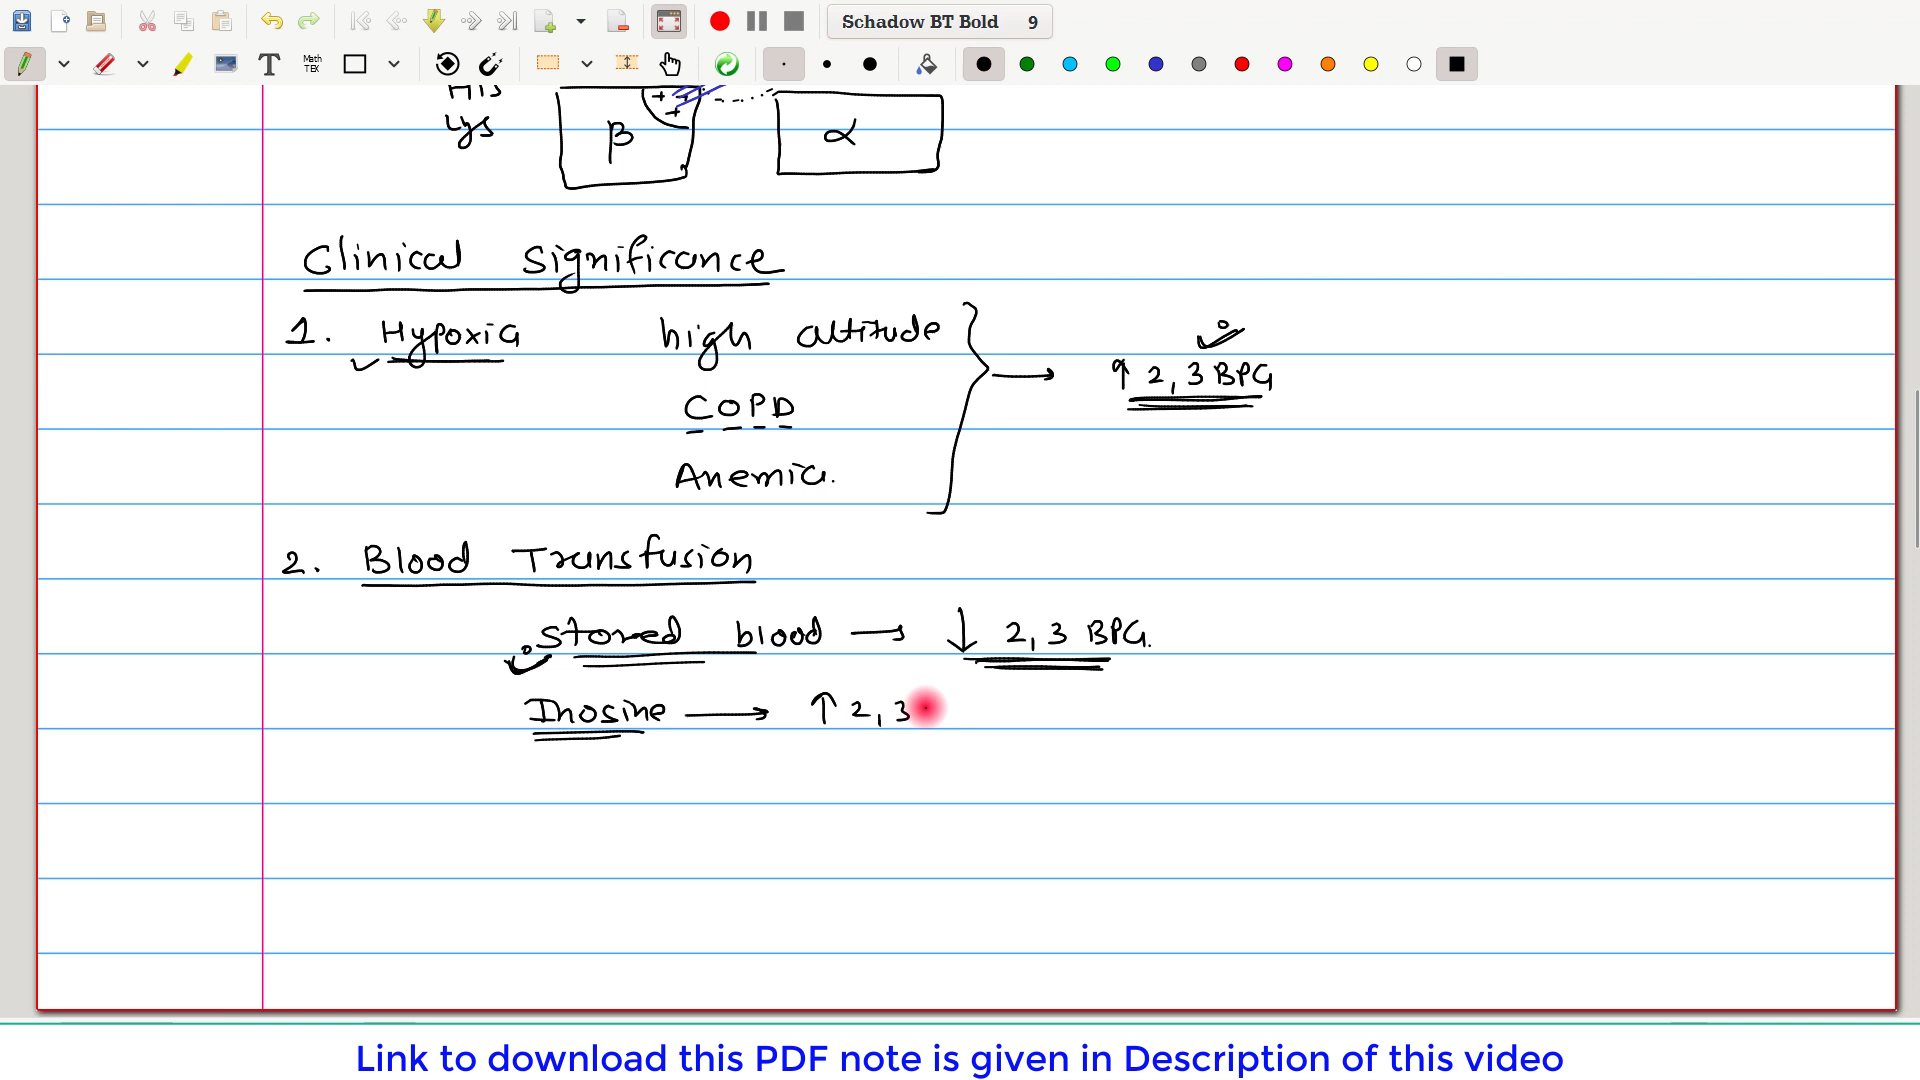 Schadow BT Bold 9
T Math TEX
His
Lys
β α
Clinical Significance
1. Hypoxia high altitude
↑ 2, 3 BPG
COPD
Anemia.
2. Blood Transfusion
stored blood → ↓ 2, 3 BPG.
Inosine → ↑ 2, 3
Link to download this PDF note is given in Description of this video